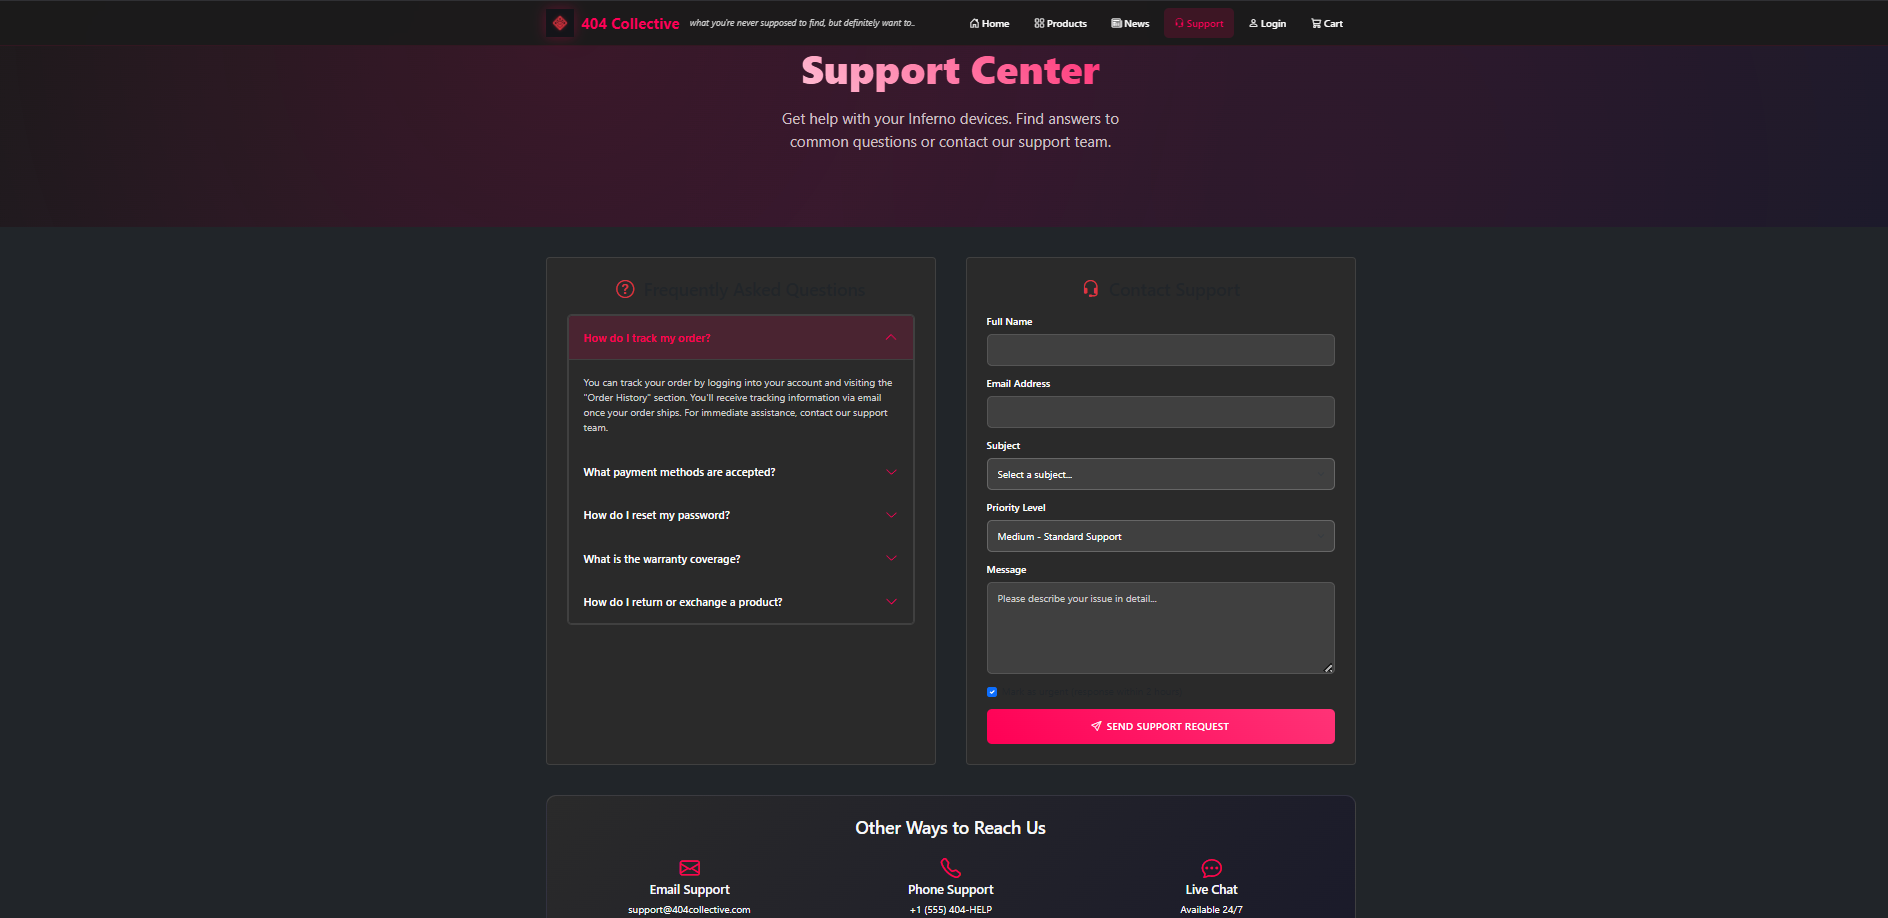 404 Collective
what you're never supposed to find, but definitely want to..
Home
Products
News
Support
Login
Cart
Support Center
Get help with your Inferno devices. Find answers to
common questions or contact our support team.
Frequently Asked Questions
How do I track my order?
You can track your order by logging into your account and visiting the
"Order History" section. You'll receive tracking information via email
once your order ships. For immediate assistance, contact our support
team.
What payment methods are accepted?
How do I reset my password?
What is the warranty coverage?
How do I return or exchange a product?
Contact Support
Full Name
Email Address
Subject
Select a subject...
Priority Level
Medium - Standard Support
Message
Please describe your issue in detail...
SEND SUPPORT REQUEST
Other Ways to Reach Us
Email Support
support@404collective.com
Phone Support
+1 (555) 404-HELP
Live Chat
Available 24/7